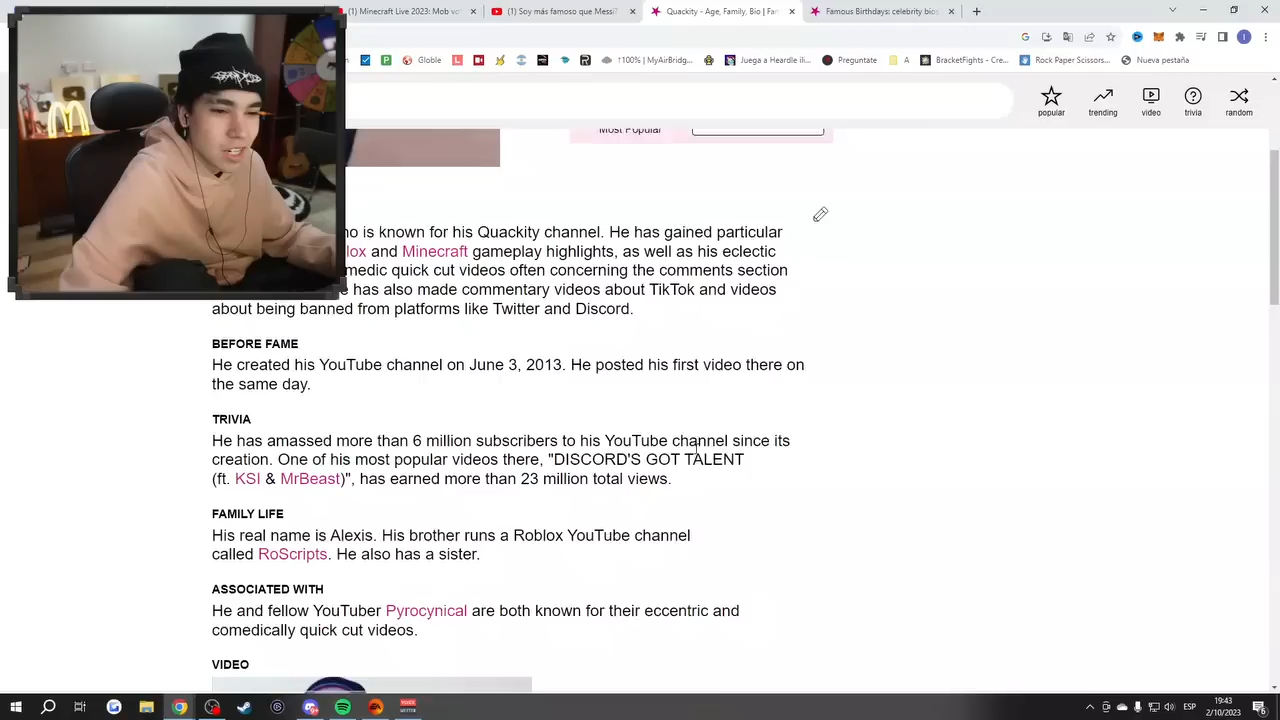 (1) Minecraft Live 2023: Mob vo
(1) Soy más famoso que Messi?
Quackity - Age, Family, Bio | Fam
Famous Birthdays: celebrity bios
Globle
↑100% | MyAirBridg...
Juega a Heardle ili...
Preguntate
A
BracketFights - Cre...
Rock Paper Scissors...
Nueva pestaña
popular
trending
video
trivia
random
Most Popular
is known for his Quackity channel. He has gained particular
and Minecraft gameplay highlights, as well as his eclectic
quick cut videos often concerning the comments section
has also made commentary videos about TikTok and videos
about being banned from platforms like Twitter and Discord.
BEFORE FAME
He created his YouTube channel on June 3, 2013. He posted his first video there on
the same day.
TRIVIA
He has amassed more than 6 million subscribers to his YouTube channel since its
creation. One of his most popular videos there, "DISCORD'S GOT TALENT
(ft. KSI & MrBeast)", has earned more than 23 million total views.
FAMILY LIFE
His real name is Alexis. His brother runs a Roblox YouTube channel
called RoScripts. He also has a sister.
ASSOCIATED WITH
He and fellow YouTuber Pyrocynical are both known for their eccentric and
comedically quick cut videos.
VIDEO
ESP
19:43
2/10/2023